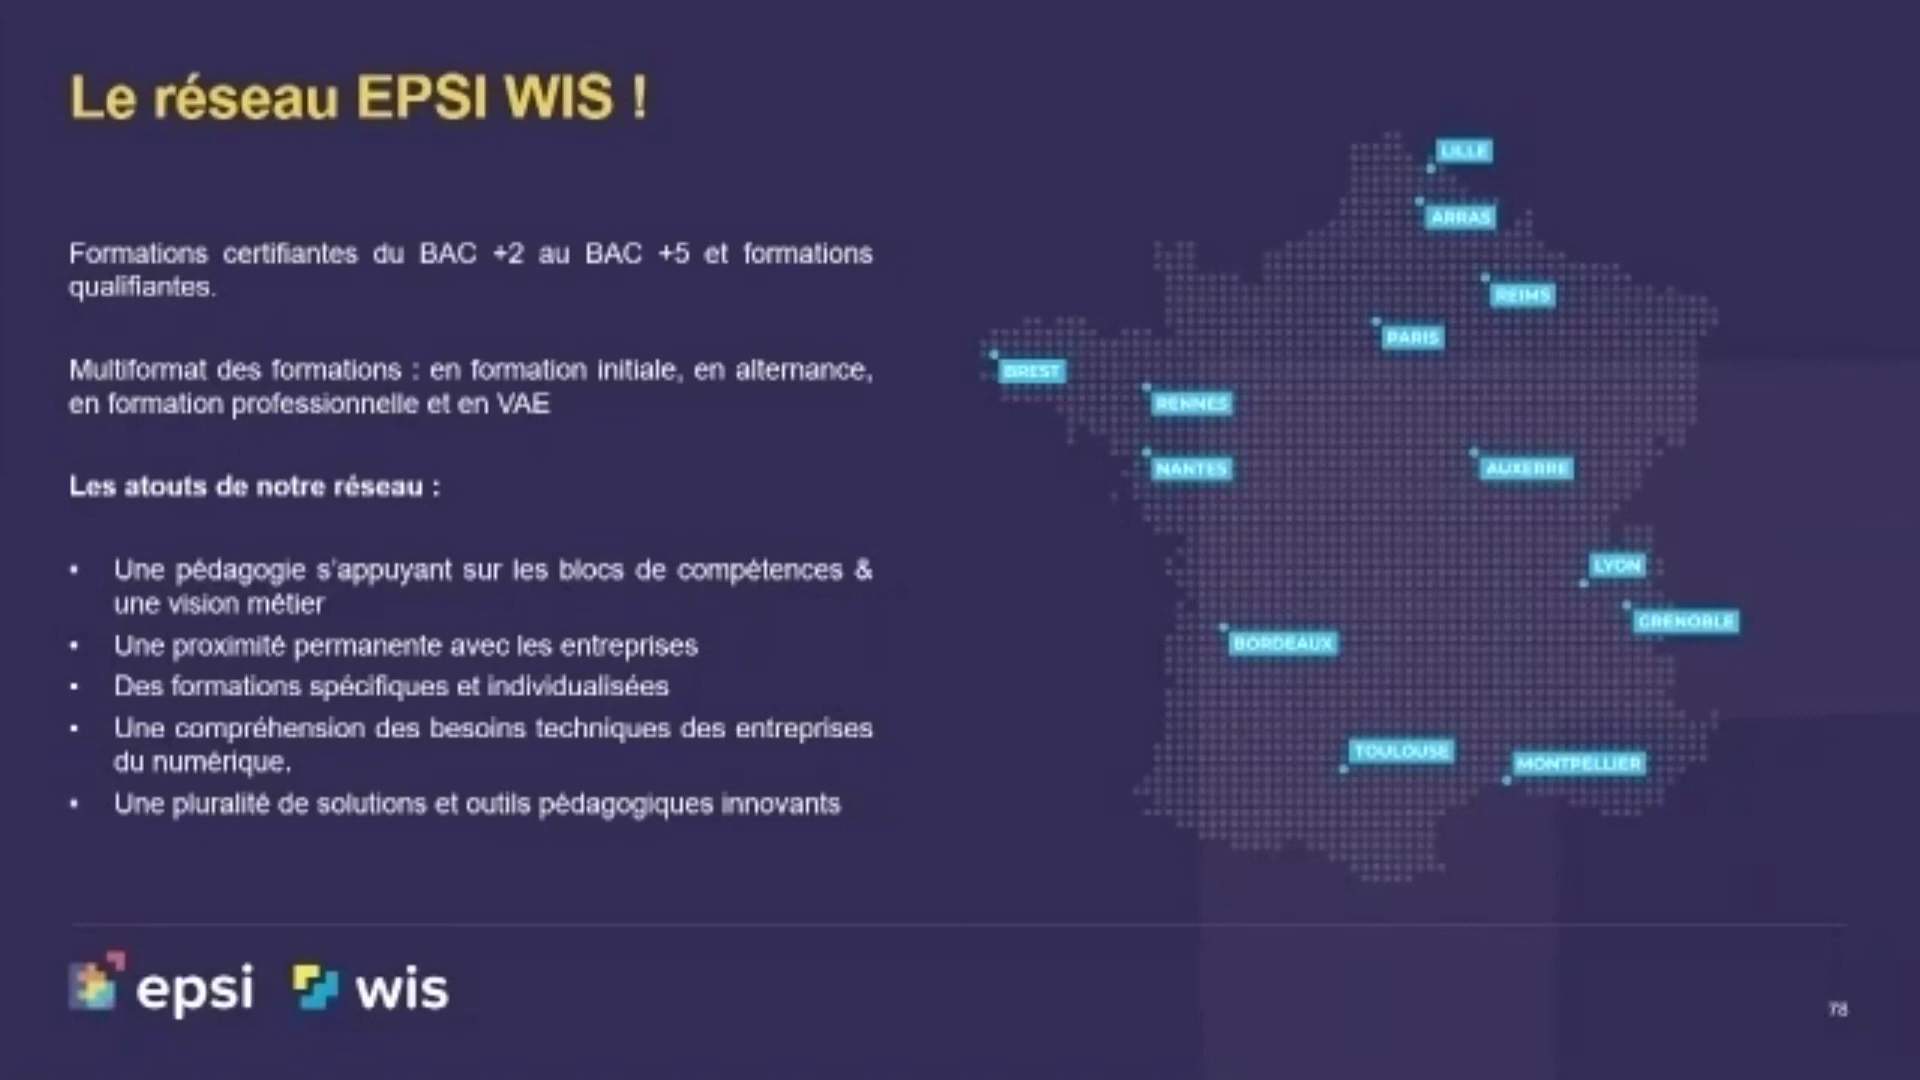 Le réseau EPSI WIS !
Formations certifiantes du BAC +2 au BAC +5 et formations
qualifiantes.
Multiformat des formations : en formation initiale, en alternance,
en formation professionnelle et en VAE
Les atouts de notre réseau :
• Une pédagogie s'appuyant sur les blocs de compétences &
une vision métier
• Une proximité permanente avec les entreprises
• Des formations spécifiques et individualisées
• Une compréhension des besoins techniques des entreprises
du numérique.
• Une pluralité de solutions et outils pédagogiques innovants
LILLE
ARRAS
REIMS
PARIS
BREST
RENNES
NANTES
AUXERRE
LYON
GRENOBLE
BORDEAUX
TOULOUSE
MONTPELLIER
epsi
wis
78